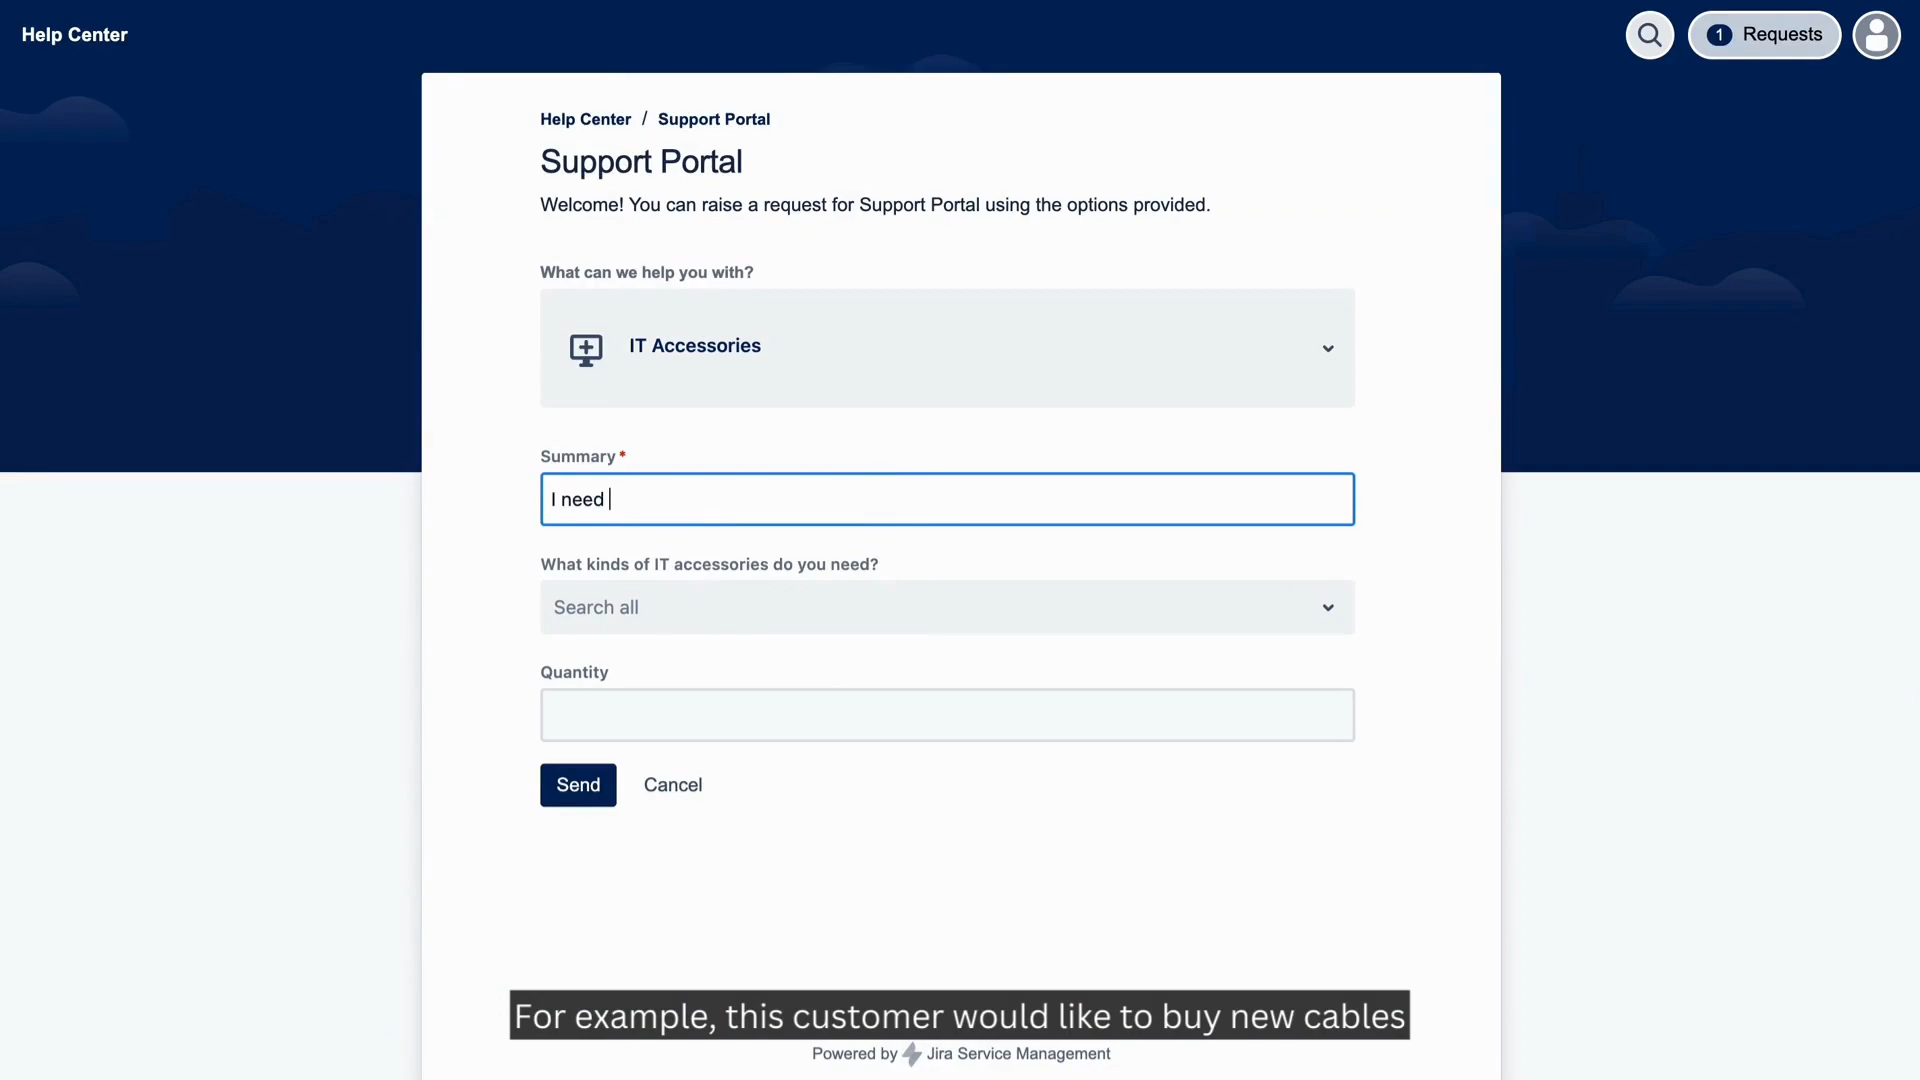 Help Center
1 Requests
Help Center / Support Portal
Support Portal
Welcome! You can raise a request for Support Portal using the options provided.
What can we help you with?
IT Accessories
Summary*
I need
What kinds of IT accessories do you need?
Search all
Quantity
Send Cancel
For example, this customer would like to buy new cables
Powered by Jira Service Management